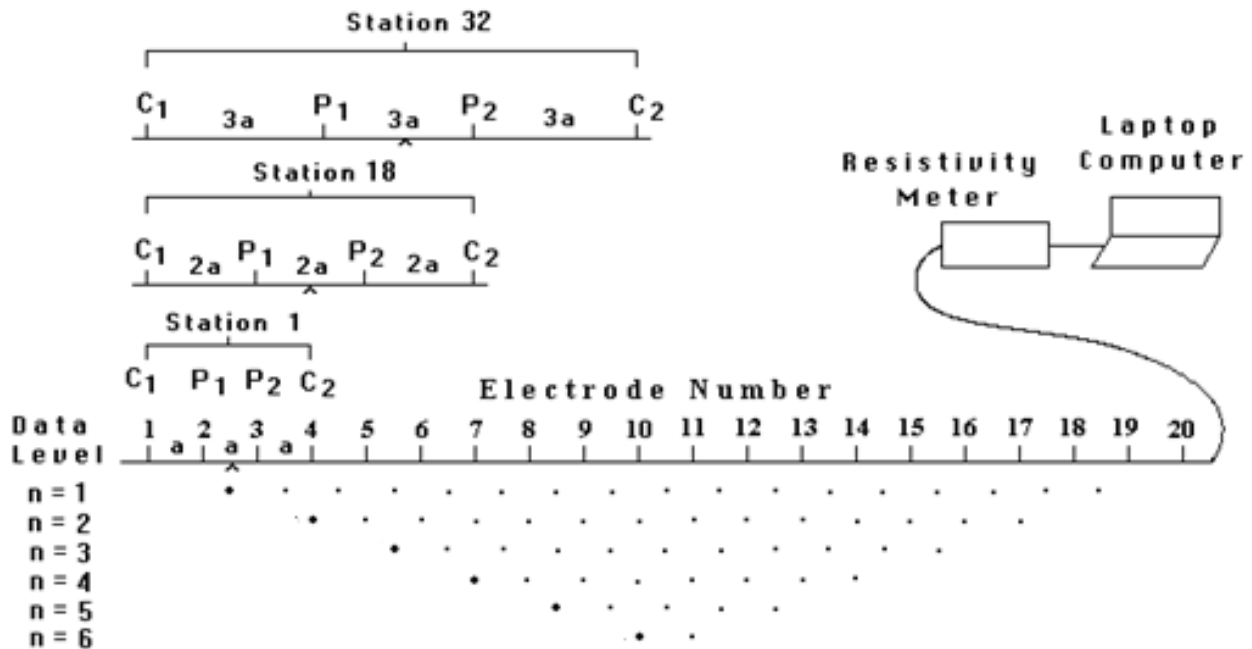 Station 32
C1 P1 P2 C2
3a 3a 3a
Station 18
C1 P1 P2 C2
2a 2a 2a
Station 1
C1 P1 P2 C2
Resistivity
Meter
Laptop
Computer
Electrode Number
Data
Level
1 2 3 4 5 6 7 8 9 10 11 12 13 14 15 16 17 18 19 20
a a a
n = 1
n = 2
n = 3
n = 4
n = 5
n = 6